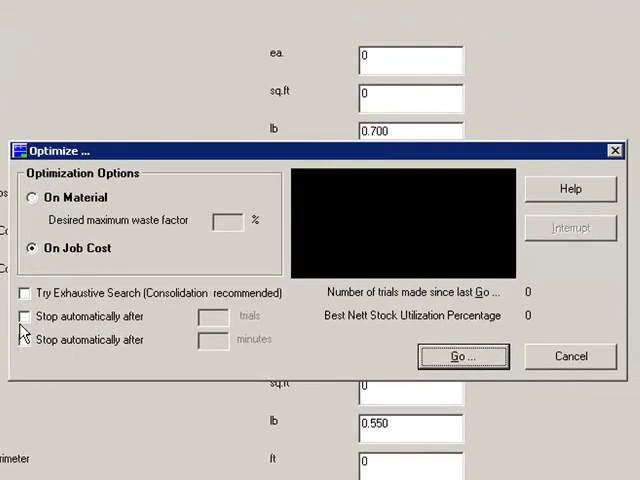 ea.
0
sq.ft
0
lb
0.700
Optimize ...
Optimization Options
On Material
Desired maximum waste factor
%
On Job Cost
Help
Interrupt
Try Exhaustive Search (Consolidation recommended)
Number of trials made since last Go ...
0
Stop automatically after
trials
Best Nett Stock Utilization Percentage
0
Stop automatically after
minutes
Go ...
Cancel
sq.ft
0
lb
0.550
rimeter
ft
0